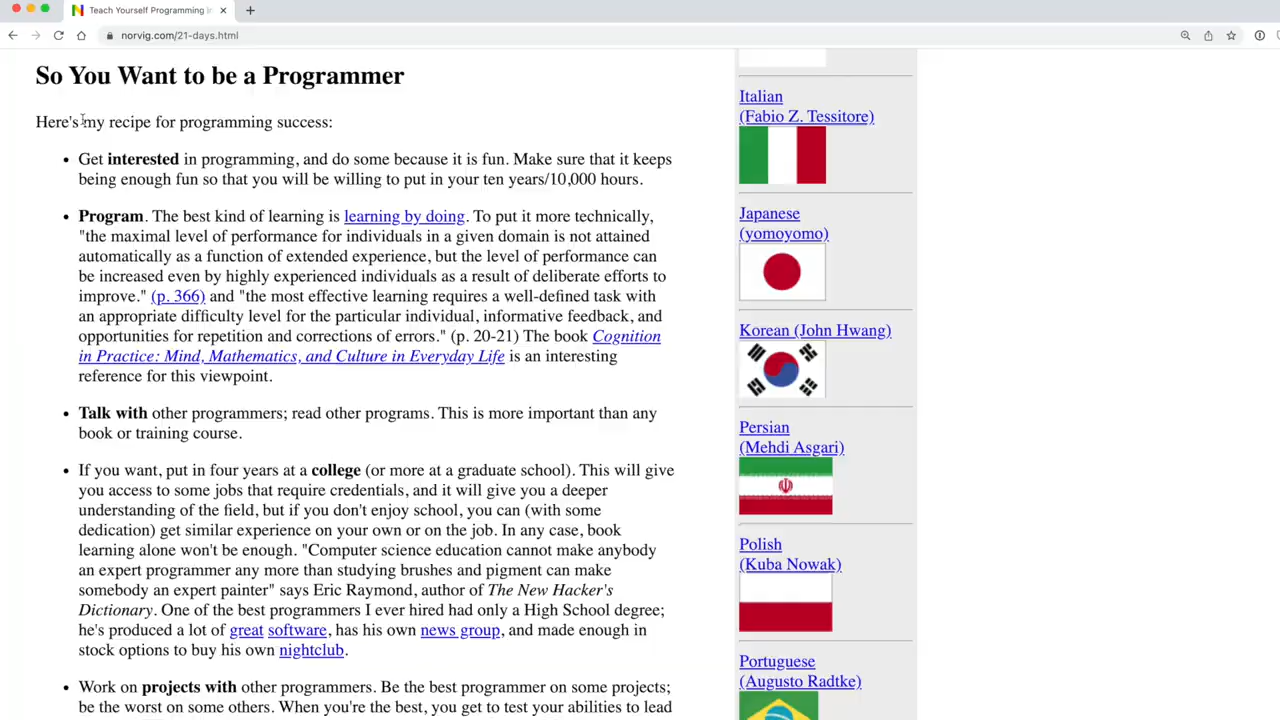 Teach Yourself Programming i
norvig.com/21-days.html
So You Want to be a Programmer
Here's my recipe for programming success:
• Get interested in programming, and do some because it is fun. Make sure that it keeps
being enough fun so that you will be willing to put in your ten years/10,000 hours.
• Program. The best kind of learning is learning by doing. To put it more technically,
"the maximal level of performance for individuals in a given domain is not attained
automatically as a function of extended experience, but the level of performance can
be increased even by highly experienced individuals as a result of deliberate efforts to
improve." (p. 366) and "the most effective learning requires a well-defined task with
an appropriate difficulty level for the particular individual, informative feedback, and
opportunities for repetition and corrections of errors." (p. 20-21) The book Cognition
in Practice: Mind, Mathematics, and Culture in Everyday Life is an interesting
reference for this viewpoint.
• Talk with other programmers; read other programs. This is more important than any
book or training course.
• If you want, put in four years at a college (or more at a graduate school). This will give
you access to some jobs that require credentials, and it will give you a deeper
understanding of the field, but if you don't enjoy school, you can (with some
dedication) get similar experience on your own or on the job. In any case, book
learning alone won't be enough. "Computer science education cannot make anybody
an expert programmer any more than studying brushes and pigment can make
somebody an expert painter" says Eric Raymond, author of The New Hacker's
Dictionary. One of the best programmers I ever hired had only a High School degree;
he's produced a lot of great software, has his own news group, and made enough in
stock options to buy his own nightclub.
• Work on projects with other programmers. Be the best programmer on some projects;
be the worst on some others. When you're the best, you get to test your abilities to lead
Italian
(Fabio Z. Tessitore)
Japanese
(yomoyomo)
Korean (John Hwang)
Persian
(Mehdi Asgari)
Polish
(Kuba Nowak)
Portuguese
(Augusto Radtke)